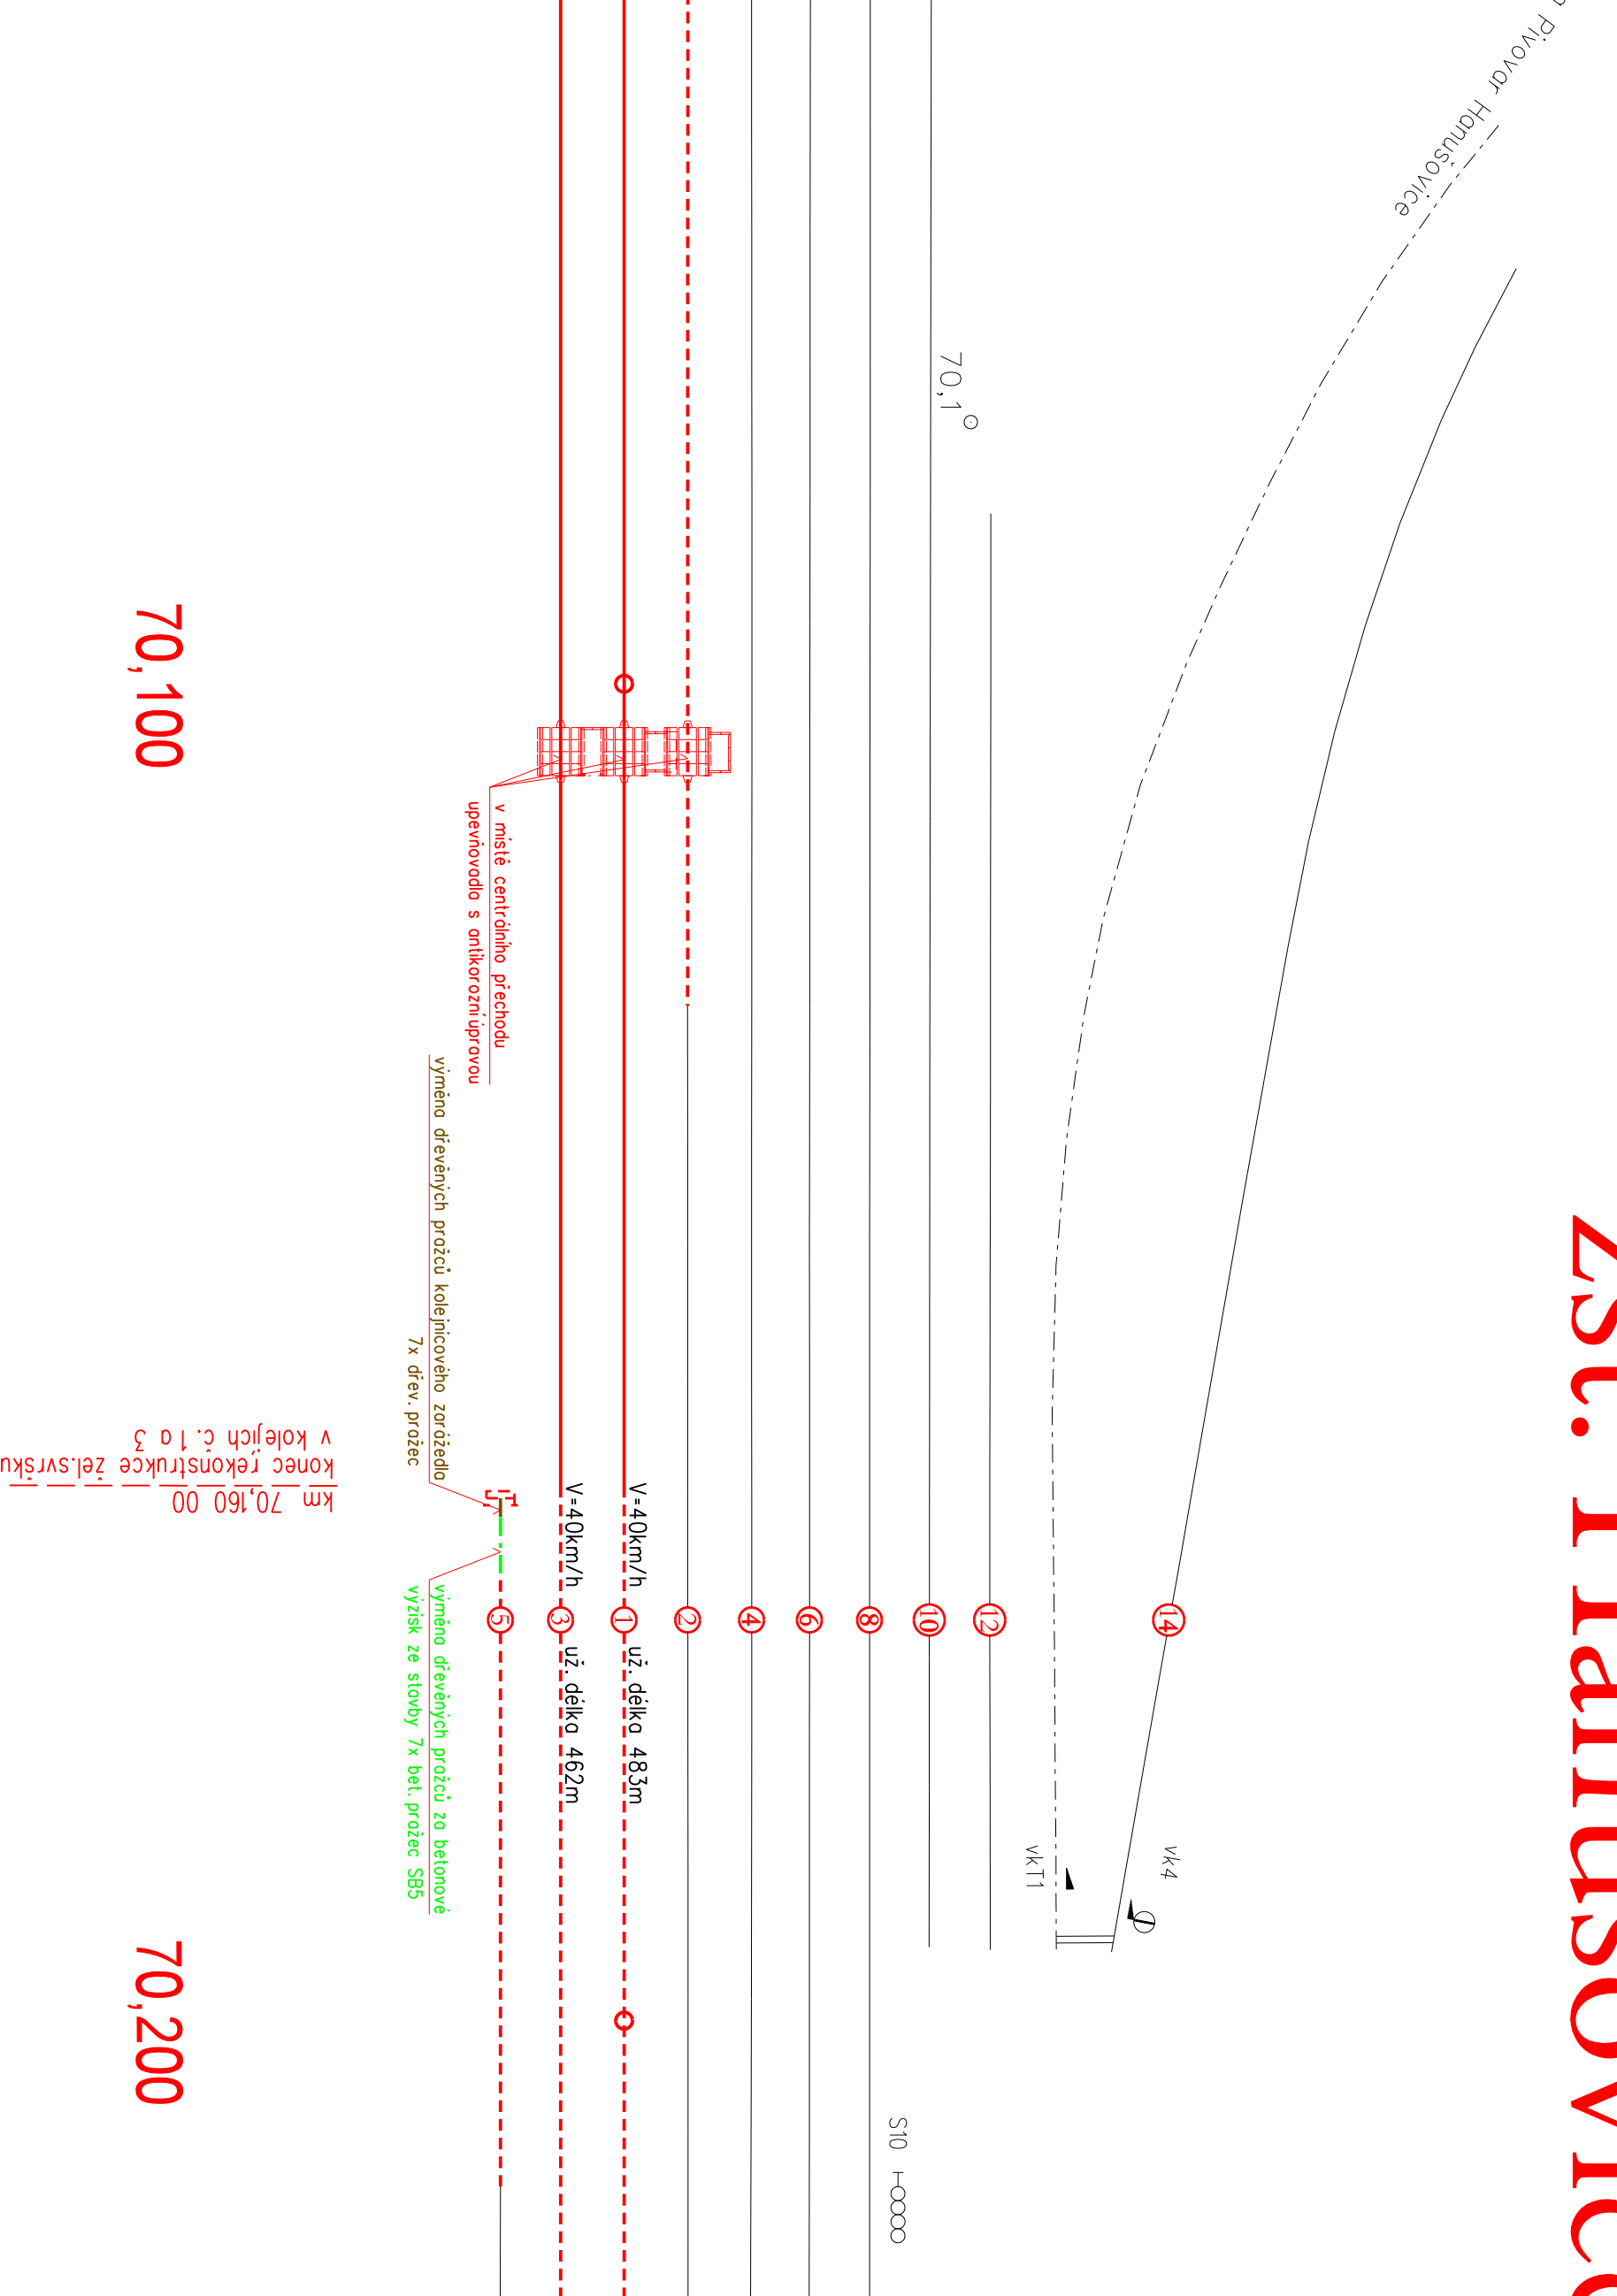 Pivovar Hanušovice
70,1
žst. Hanušovice
vk4
vkT1
12
14
10
8
6
4
2
1
3
5
S10
V=40km/h
už. délka 483m
V=40km/h
už. délka 462m
v místě centrálního přechodu
upevňovadla s antikorozní úpravou
výměna dřevěných pražců kolejnicového zarážedla
7x dřev. pražec
výměna dřevěných pražců za betonové
výzisk ze stavby 7x bet. pražec SB5
km 70,160 00
konec rekonstrukce žel.svršku
v kolejích č. 1 a 3
70,100
70,200